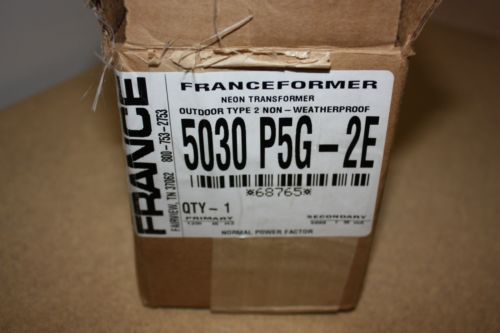 FRANCEFORMER
NEON TRANSFORMER
OUTDOOR TYPE 2 NON-WEATHERPROOF
5030 P5G-2E
*68765*
QTY-1
PRIMARY
SECONDARY
NORMAL POWER FACTOR
FRANCE
FAIRVIEW, TN 37062 800-753-2753